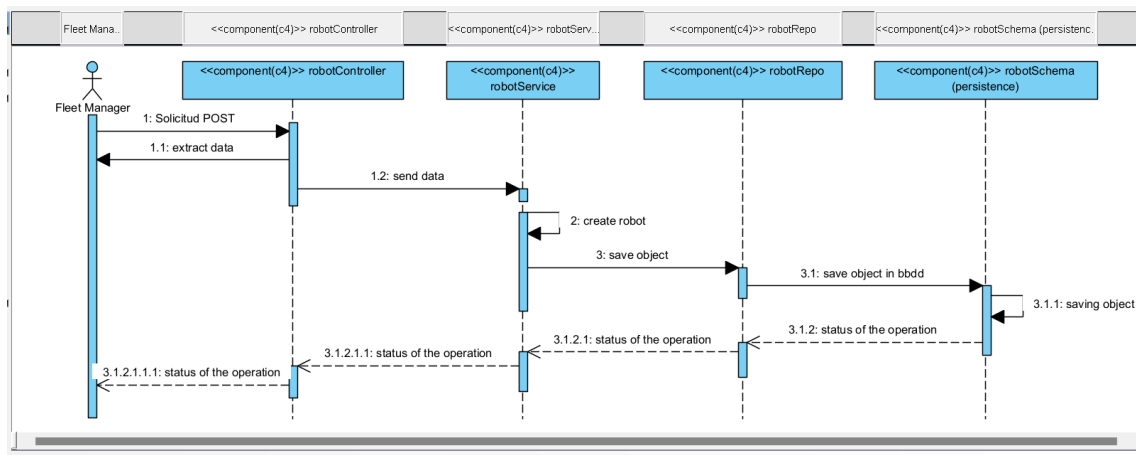 Fleet Mana..
<<component(c4)>> robotController
<<component(c4)>> robotServ...
<<component(c4)>> robotRepo
<<component(c4)>> robotSchema (persistenc.
Fleet Manager
<<component(c4)>> robotController
<<component(c4)>>
robotService
<<component(c4)>> robotRepo
<<component(c4)>> robotSchema
(persistence)
1: Solicitud POST
1.1: extract data
1.2: send data
2: create robot
3: save object
3.1: save object in bbdd
3.1.1: saving object
3.1.2: status of the operation
3.1.2.1: status of the operation
3.1.2.1.1: status of the operation
3.1.2.1.1.1: status of the operation